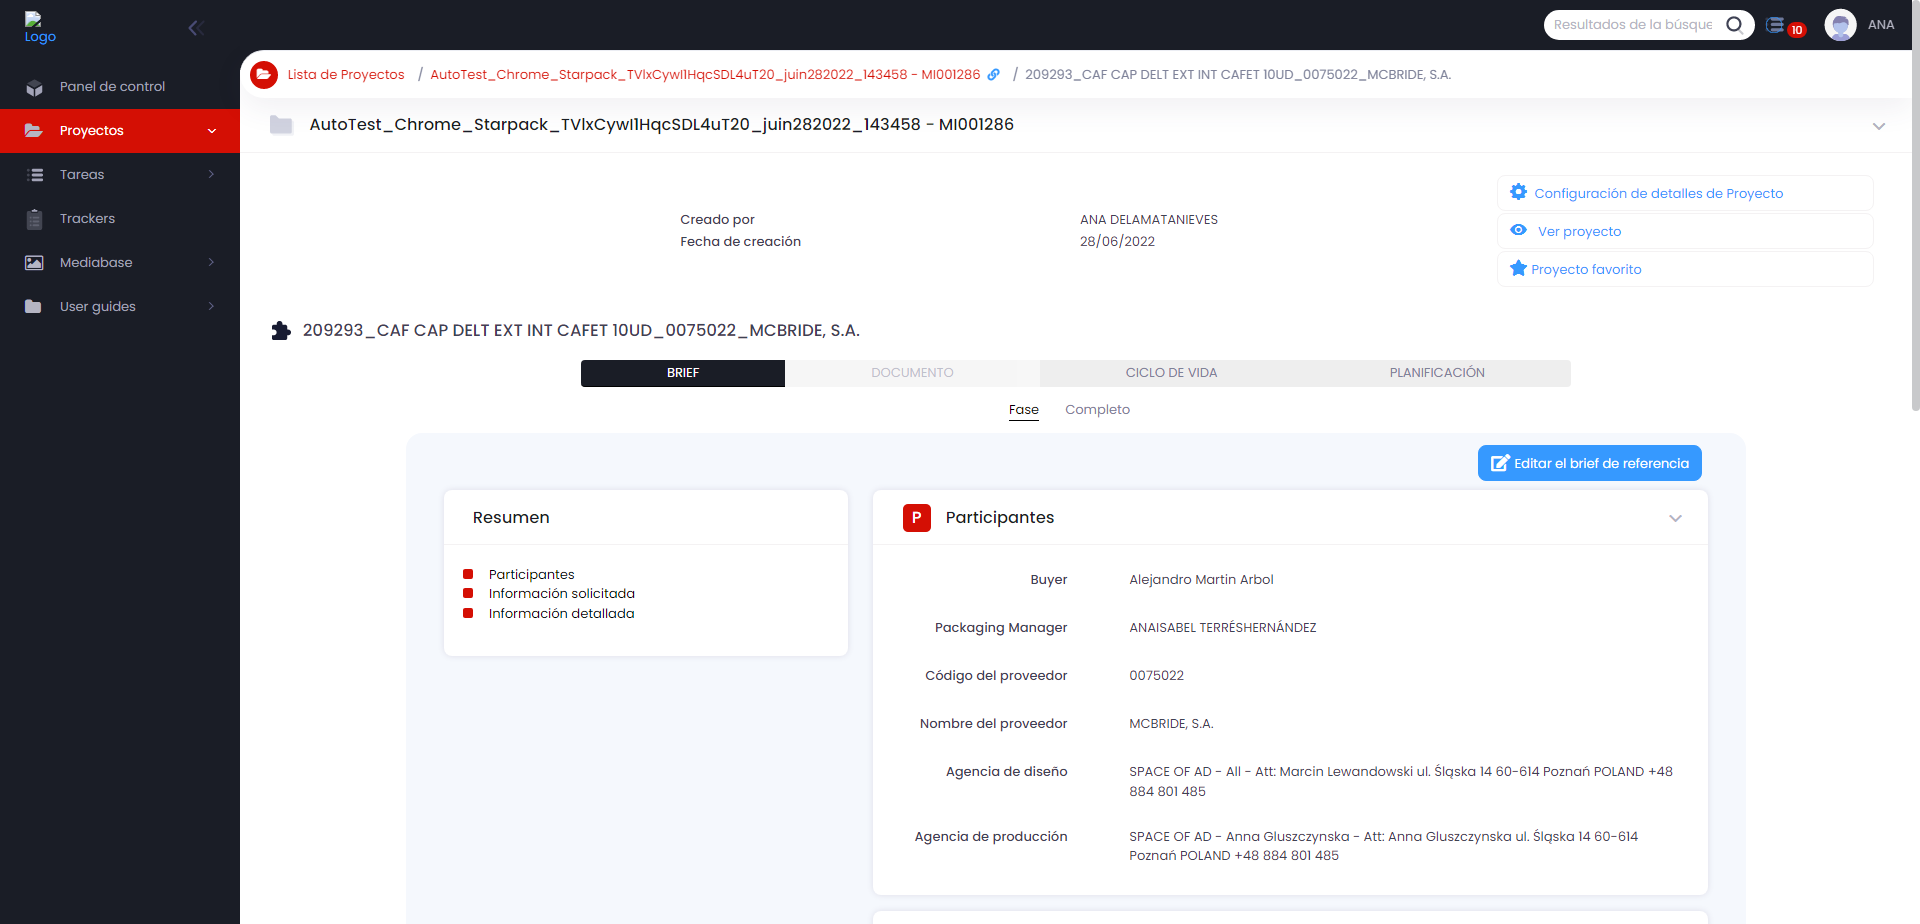 Logo
Resultados de la búsque
10
ANA
Panel de control
Proyectos
Tareas
Trackers
Mediabase
User guides
Lista de Proyectos / AutoTest_Chrome_Starpack_TVlxCywI1HqcSDL4uT20_juin282022_143458 - MI001286 / 209293_CAF CAP DELT EXT INT CAFET 10UD_0075022_MCBRIDE, S.A.
AutoTest_Chrome_Starpack_TVlxCywI1HqcSDL4uT20_juin282022_143458 - MI001286
Creado por ANA DELAMATANIEVES
Fecha de creación 28/06/2022
Configuración de detalles de Proyecto
Ver proyecto
Proyecto favorito
209293_CAF CAP DELT EXT INT CAFET 10UD_0075022_MCBRIDE, S.A.
BRIEF DOCUMENTO CICLO DE VIDA PLANIFICACIÓN
Fase Completo
Editar el brief de referencia
Resumen
Participantes
Información solicitada
Información detallada
P Participantes
Buyer Alejandro Martin Arbol
Packaging Manager ANAISABEL TERRÉSHERNÁNDEZ
Código del proveedor 0075022
Nombre del proveedor MCBRIDE, S.A.
Agencia de diseño SPACE OF AD - All - Att: Marcin Lewandowski ul. Śląska 14 60-614 Poznań POLAND +48
884 801 485
Agencia de producción SPACE OF AD - Anna Gluszczynska - Att: Anna Gluszczynska ul. Śląska 14 60-614
Poznań POLAND +48 884 801 485